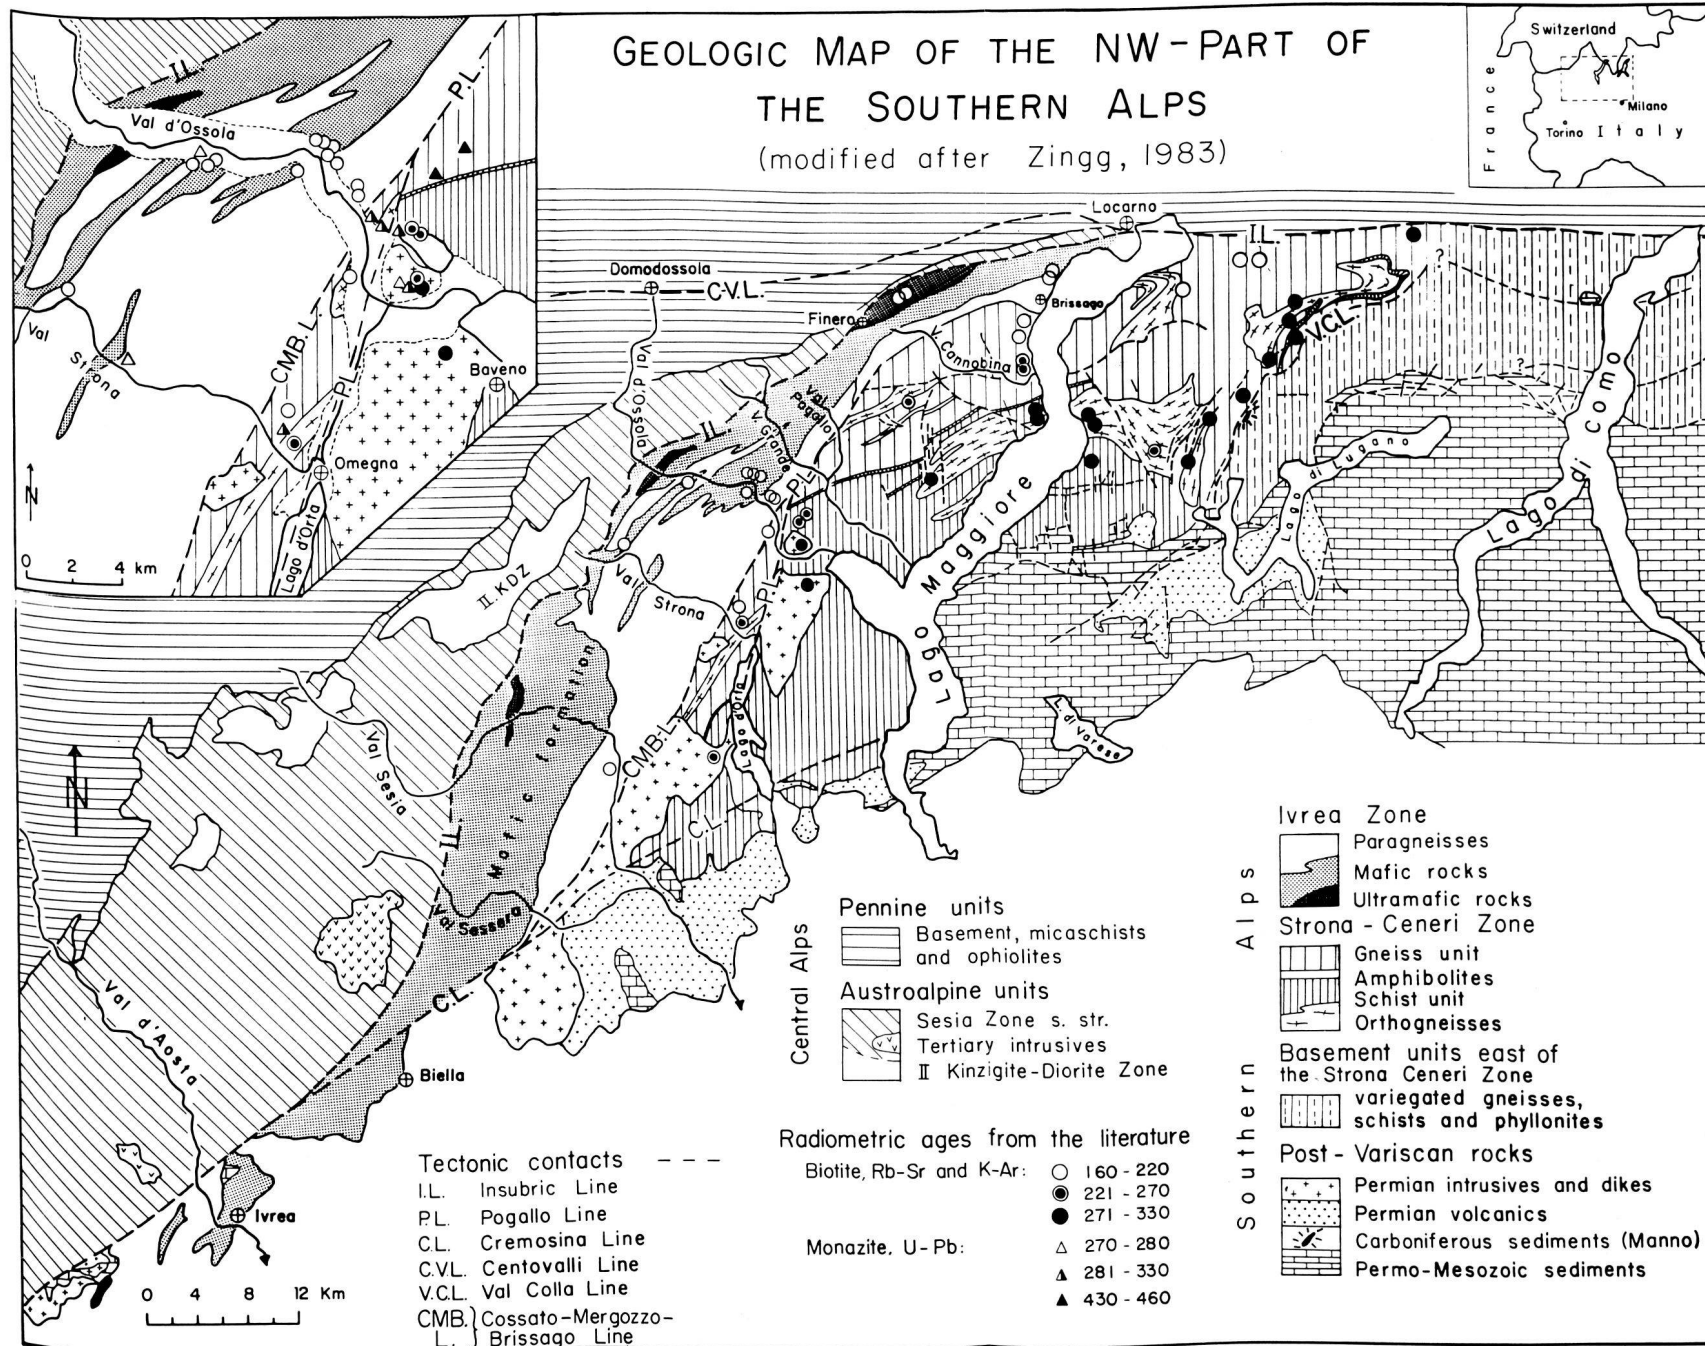 GEOLOGIC MAP OF THE NW-PART OF
THE SOUTHERN ALPS
(modified after Zingg, 1983)
Switzerland
France
Milano
Torino
Italy
I.L.
P.L.
Val d'Ossola
Val Strona
CMB.L.
P.L.
Baveno
Omegna
Lago d'Orta
N
0 2 4 km
Locarno
I.L.
Domodossola
C.V.L.
Finero
Brissago
?
V.C.L.
Cannobina
Val d'Ossola
Val Pogallo
V. Grande
I.L.
P.L.
?
Lago di Como
Lago di Lugano
Lago Maggiore
II.KDZ
Val Strona
P.L.
Mafic formation
CMB.L.
Lago d'Orta
L. di Varese
Val Sesia
N
I.L.
C.L.
Val Sessera
C.L.
Val d'Aosta
Biella
Ivrea
0 4 8 12 Km
Tectonic contacts - - -
I.L. Insubric Line
P.L. Pogallo Line
C.L. Cremosina Line
C.V.L. Centovalli Line
V.C.L. Val Colla Line
CMB.} Cossato-Mergozzo-
L. } Brissago Line
Central Alps
Pennine units
Basement, micaschists
and ophiolites
Austroalpine units
Sesia Zone s. str.
Tertiary intrusives
II Kinzigite-Diorite Zone
Radiometric ages from the literature
Biotite, Rb-Sr and K-Ar: 160 - 220
221 - 270
271 - 330
Monazite, U-Pb: 270 - 280
281 - 330
430 - 460
Southern Alps
Ivrea Zone
Paragneisses
Mafic rocks
Ultramafic rocks
Strona - Ceneri Zone
Gneiss unit
Amphibolites
Schist unit
Orthogneisses
Basement units east of
the Strona Ceneri Zone
variegated gneisses,
schists and phyllonites
Post - Variscan rocks
Permian intrusives and dikes
Permian volcanics
Carboniferous sediments (Manno)
Permo-Mesozoic sediments